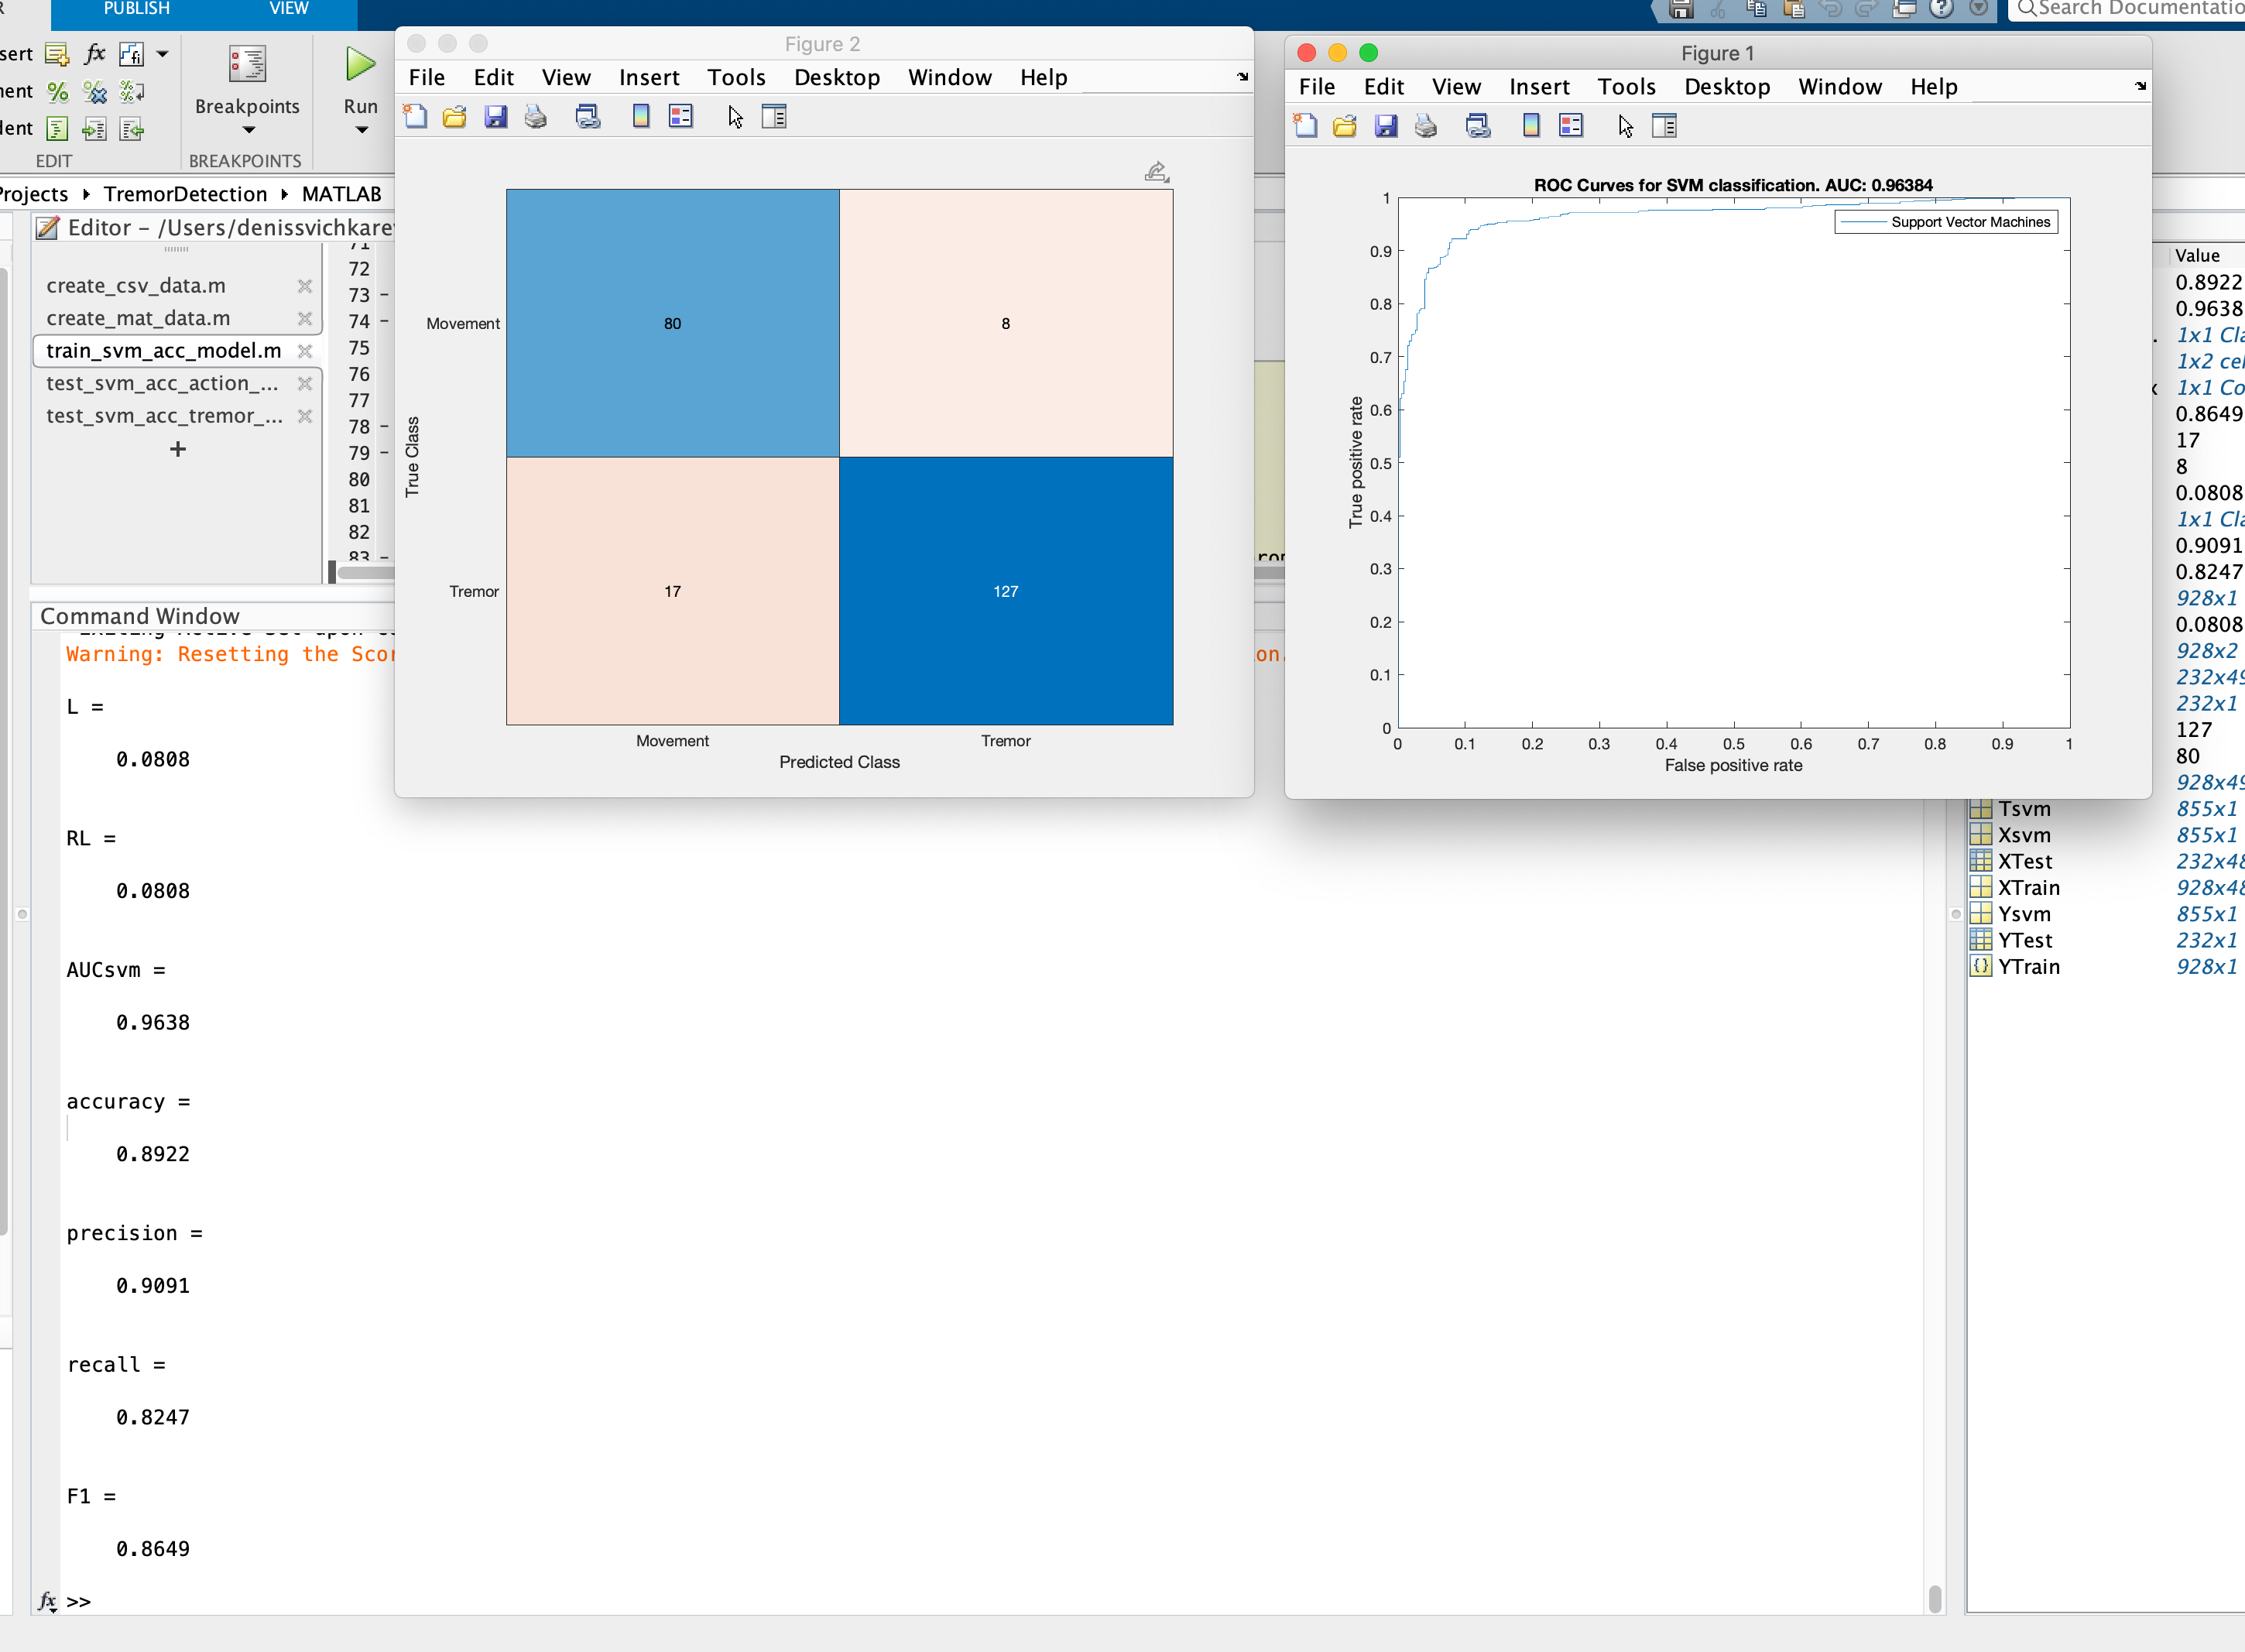 PUBLISH VIEW
Search Documentatio
sert
Breakpoints
Run
EDIT
BREAKPOINTS
Projects TremorDetection MATLAB
Editor – /Users/denissvichkarev
create_csv_data.m
create_mat_data.m
train_svm_acc_model.m
test_svm_acc_action_...
test_svm_acc_tremor_...
+
71
72
73 –
74 –
75
76
77
78 –
79 –
80
81
82
83 –
Figure 2
File Edit View Insert Tools Desktop Window Help
True Class
Movement
80
8
Tremor
17
127
Movement Tremor
Predicted Class
Figure 1
File Edit View Insert Tools Desktop Window Help
ROC Curves for SVM classification. AUC: 0.96384
Support Vector Machines
True positive rate
1
0.9
0.8
0.7
0.6
0.5
0.4
0.3
0.2
0.1
0
0 0.1 0.2 0.3 0.4 0.5 0.6 0.7 0.8 0.9 1
False positive rate
Command Window
Warning: Resetting the Scor
on.
L =
0.0808
RL =
0.0808
AUCsvm =
0.9638
accuracy =
0.8922
precision =
0.9091
recall =
0.8247
F1 =
0.8649
fx >>
Value
0.8922
0.9638
1x1 Cla
1x2 cel
1x1 Co
0.8649
17
8
0.0808
1x1 Cla
0.9091
0.8247
928x1
0.0808
928x2
232x49
232x1
127
80
928x49
Tsvm 855x1
Xsvm 855x1
XTest 232x48
XTrain 928x48
Ysvm 855x1
YTest 232x1
YTrain 928x1